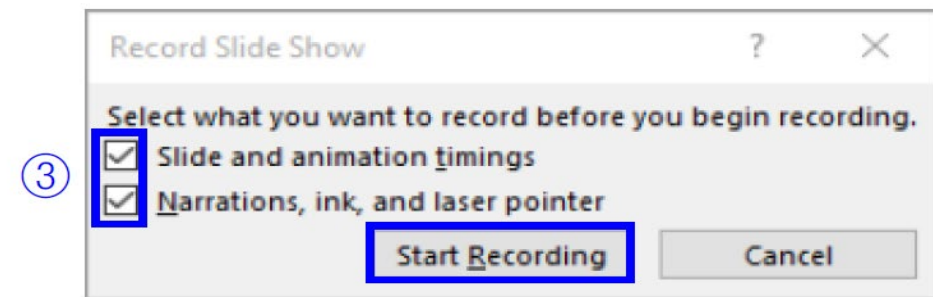 Record Slide Show ? ×
Select what you want to record before you begin recording.
③ Slide and animation timings
Narrations, ink, and laser pointer
Start Recording Cancel